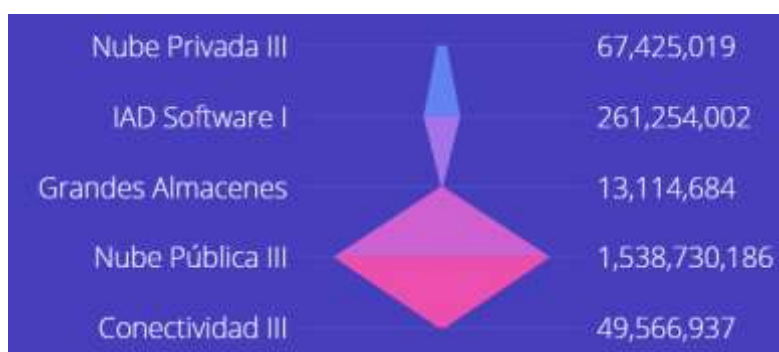 Nube Privada III 67,425,019
IAD Software I 261,254,002
Grandes Almacenes 13,114,684
Nube Pública III 1,538,730,186
Conectividad III 49,566,937